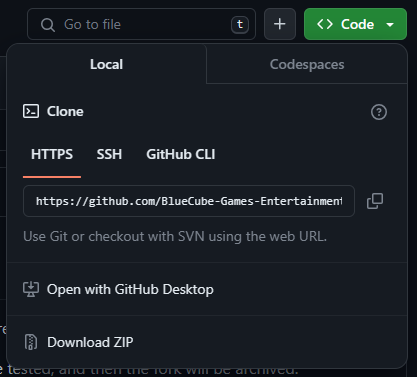 Go to file
t
Code
Local
Codespaces
Clone
HTTPS
SSH
GitHub CLI
https://github.com/BlueCube-Games-Entertainment
Use Git or checkout with SVN using the web URL.
Open with GitHub Desktop
Download ZIP
tested, and then the fork will be archived.